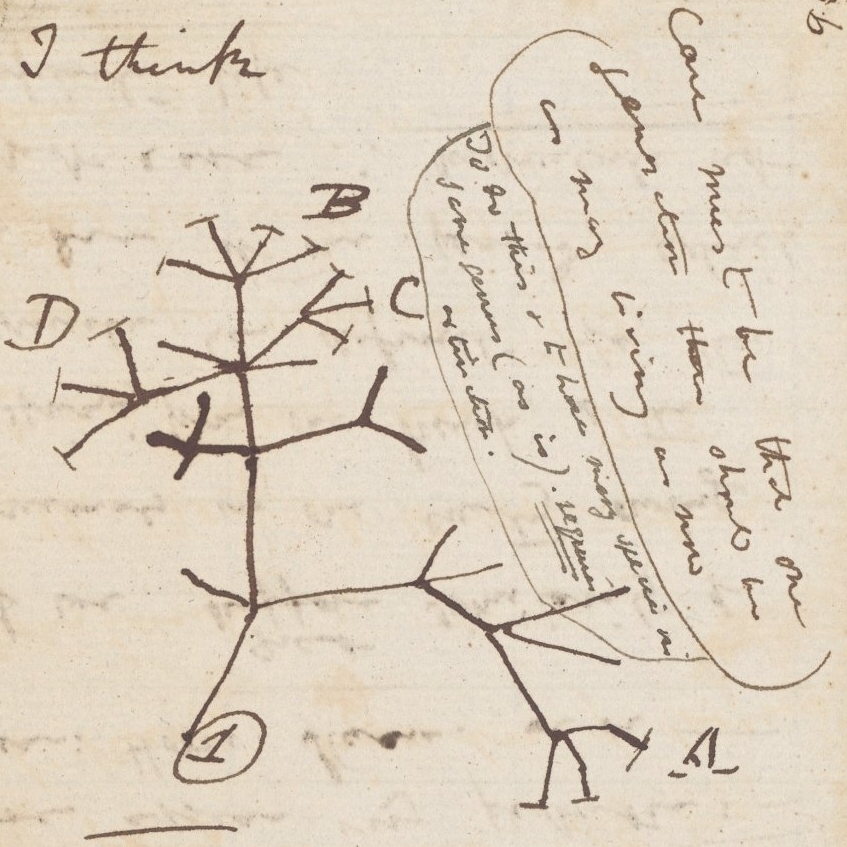 I think
B
C
D
A
1
Case must be that one
generation then should be
as many living as now
To do this & to have many species in
same genus (as is). requires
extinction.